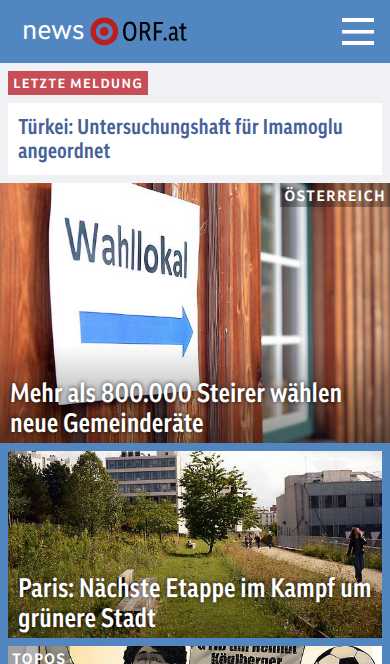 news ORF.at
LETZTE MELDUNG
Türkei: Untersuchungshaft für Imamoglu
angeordnet
ÖSTERREICH
Wahllokal
Mehr als 800.000 Steirer wählen
neue Gemeinderäte
Paris: Nächste Etappe im Kampf um
grünere Stadt
TOPOS